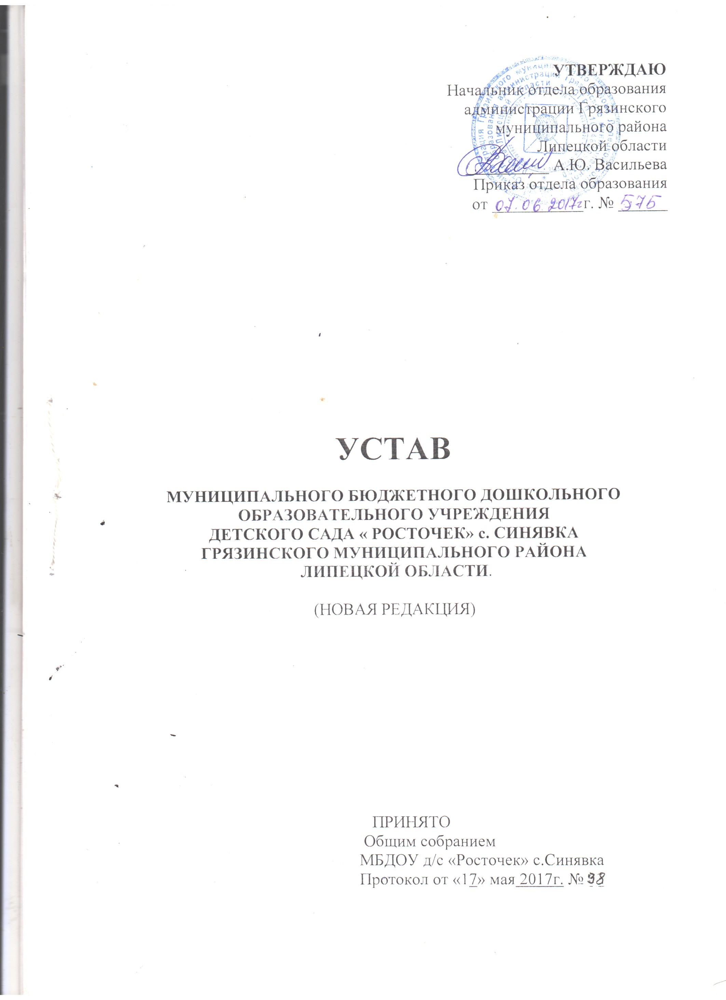 УТВЕРЖДАЮ
Начальник отдела образования
администрации Грязинского
муниципального района
Липецкой области
А.Ю. Васильева
Приказ отдела образования
от 07.06.2017г г. № 575
УСТАВ
МУНИЦИПАЛЬНОГО БЮДЖЕТНОГО ДОШКОЛЬНОГО
ОБРАЗОВАТЕЛЬНОГО УЧРЕЖДЕНИЯ
ДЕТСКОГО САДА « РОСТОЧЕК» с. СИНЯВКА
ГРЯЗИНСКОГО МУНИЦИПАЛЬНОГО РАЙОНА
ЛИПЕЦКОЙ ОБЛАСТИ.
(НОВАЯ РЕДАКЦИЯ)
ПРИНЯТО
Общим собранием
МБДОУ д/с «Росточек» с.Синявка
Протокол от «17» мая 2017г. № 38